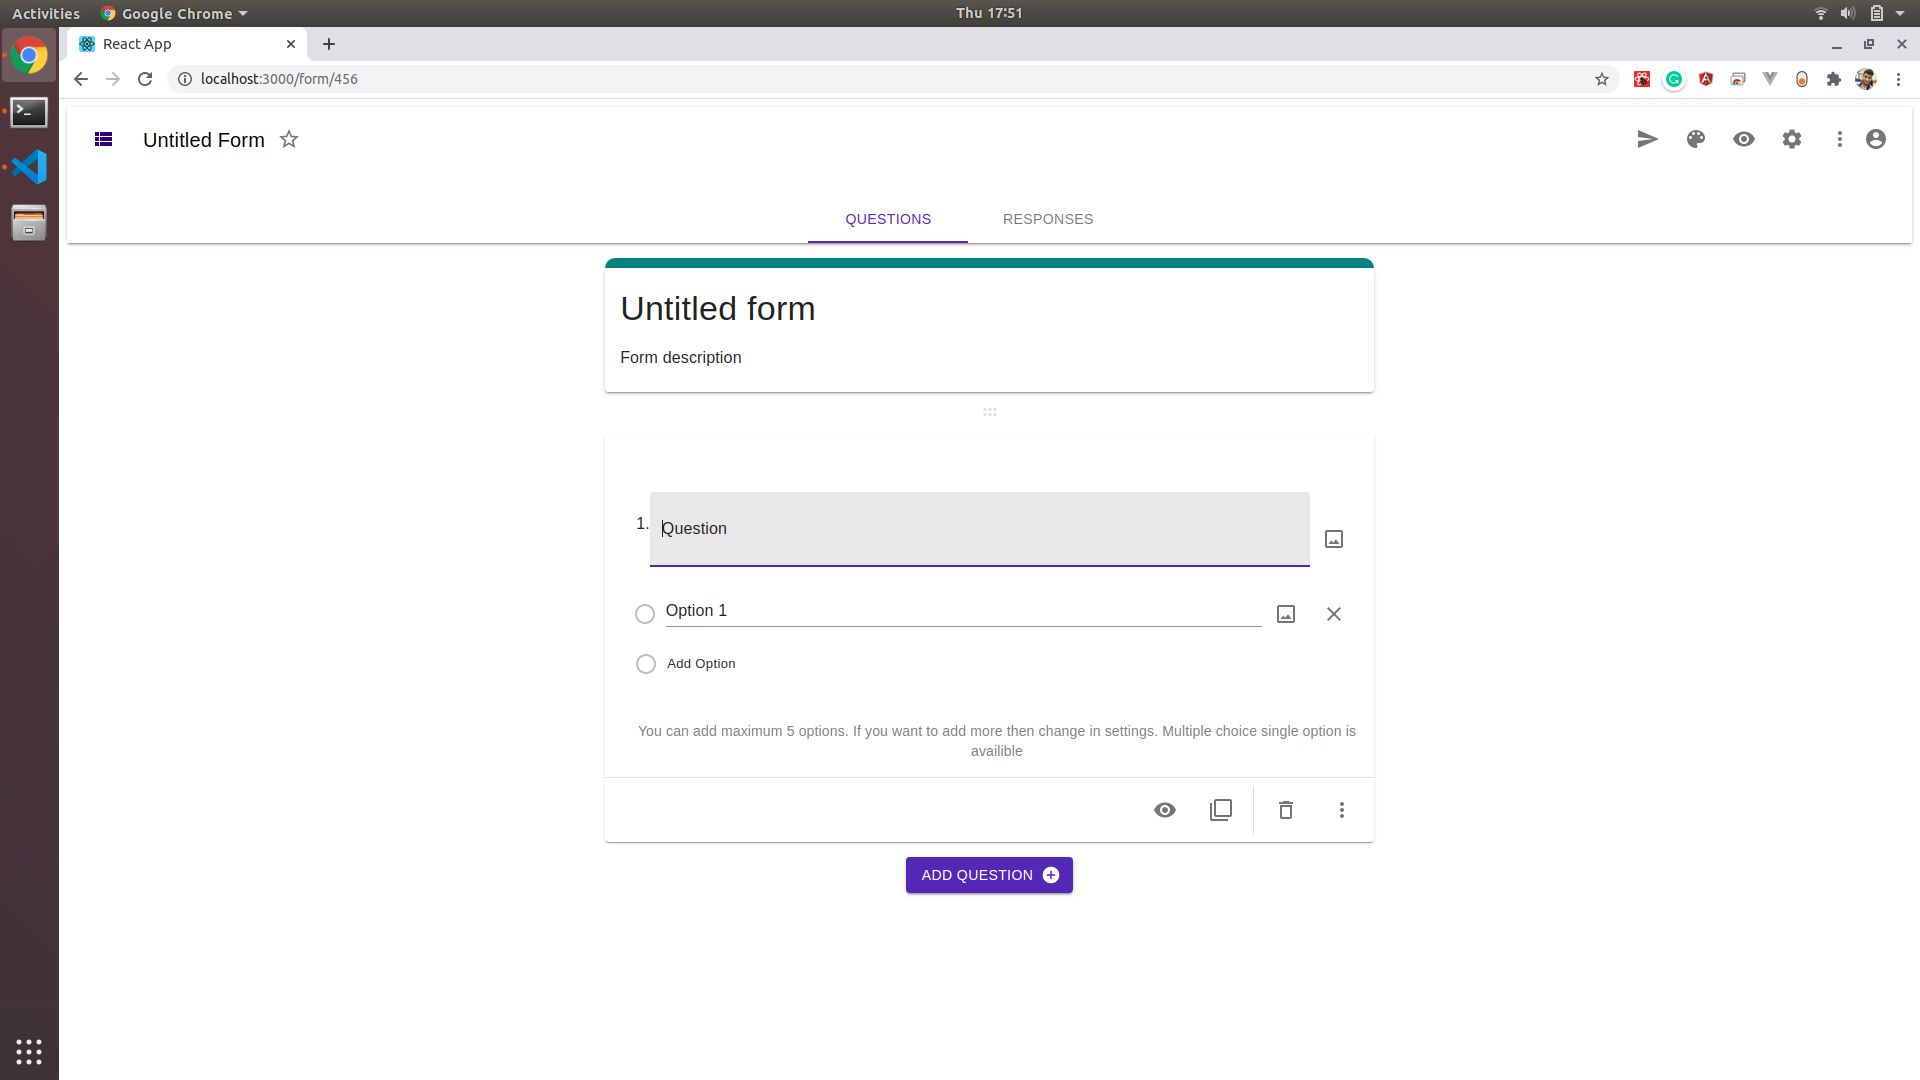 Activities
Google Chrome
Thu 17:51
React App
localhost:3000/form/456
Untitled Form
QUESTIONS
RESPONSES
Untitled form
Form description
1.
Question
Option 1
Add Option
You can add maximum 5 options. If you want to add more then change in settings. Multiple choice single option is
availible
ADD QUESTION